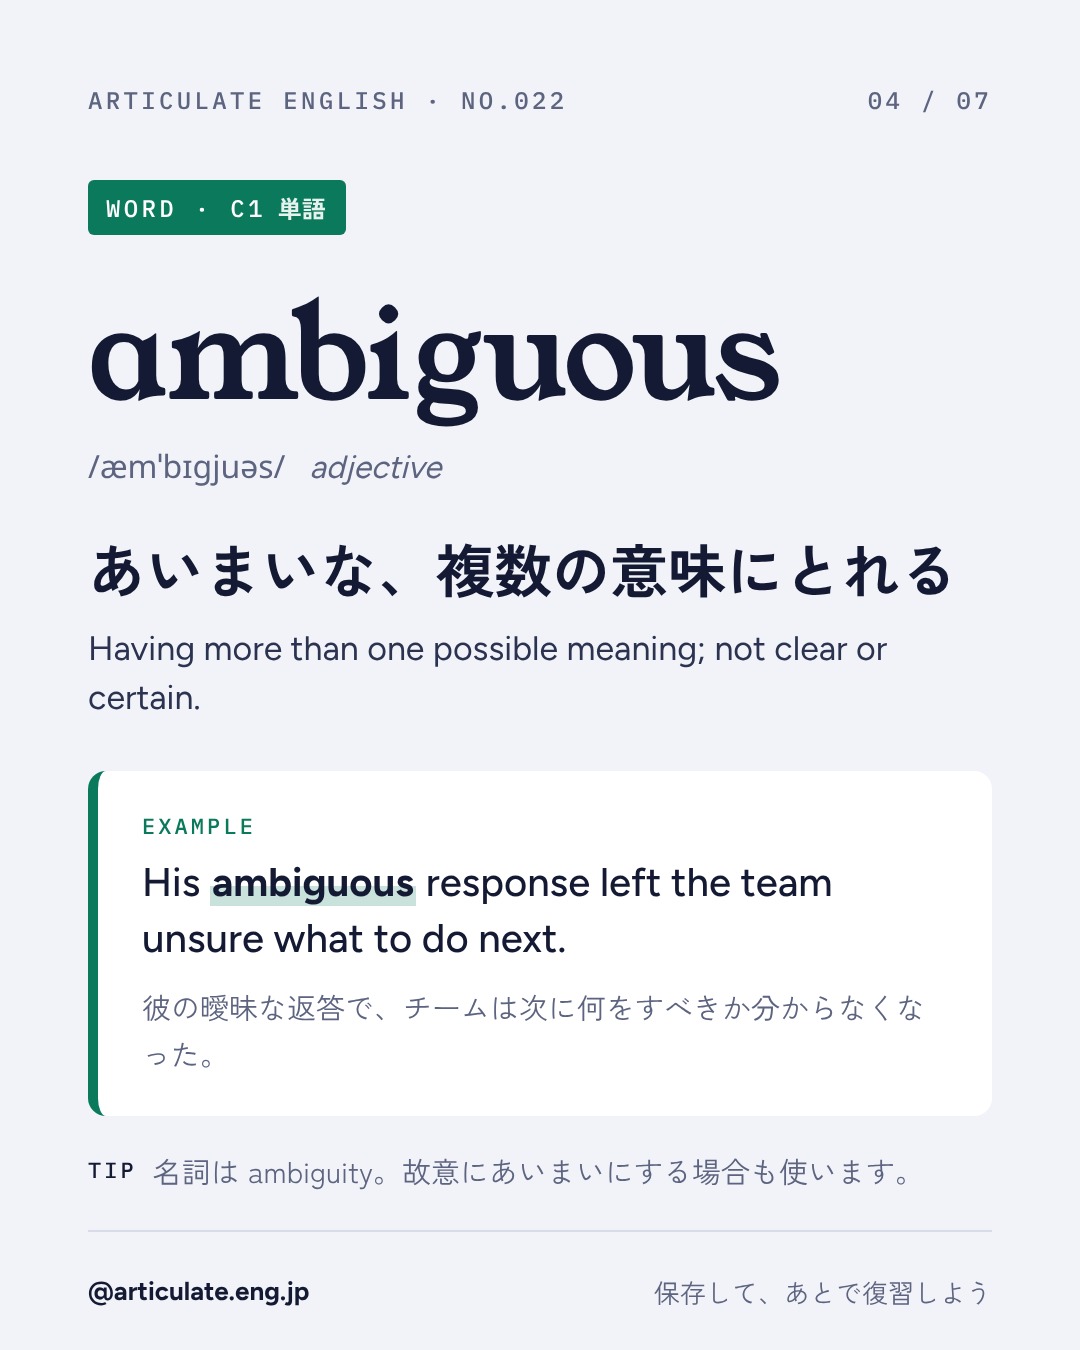 ARTICULATE ENGLISH · NO.022
04 / 07
WORD · C1 単語
ambiguous
/æmˈbɪɡjuəs/ adjective
あいまいな、複数の意味にとれる
Having more than one possible meaning; not clear or
certain.
EXAMPLE
His ambiguous response left the team
unsure what to do next.
彼の曖昧な返答で、チームは次に何をすべきか分からなくな
った。
TIP 名詞は ambiguity。故意にあいまいにする場合も使います。
@articulate.eng.jp
保存して、あとで復習しよう